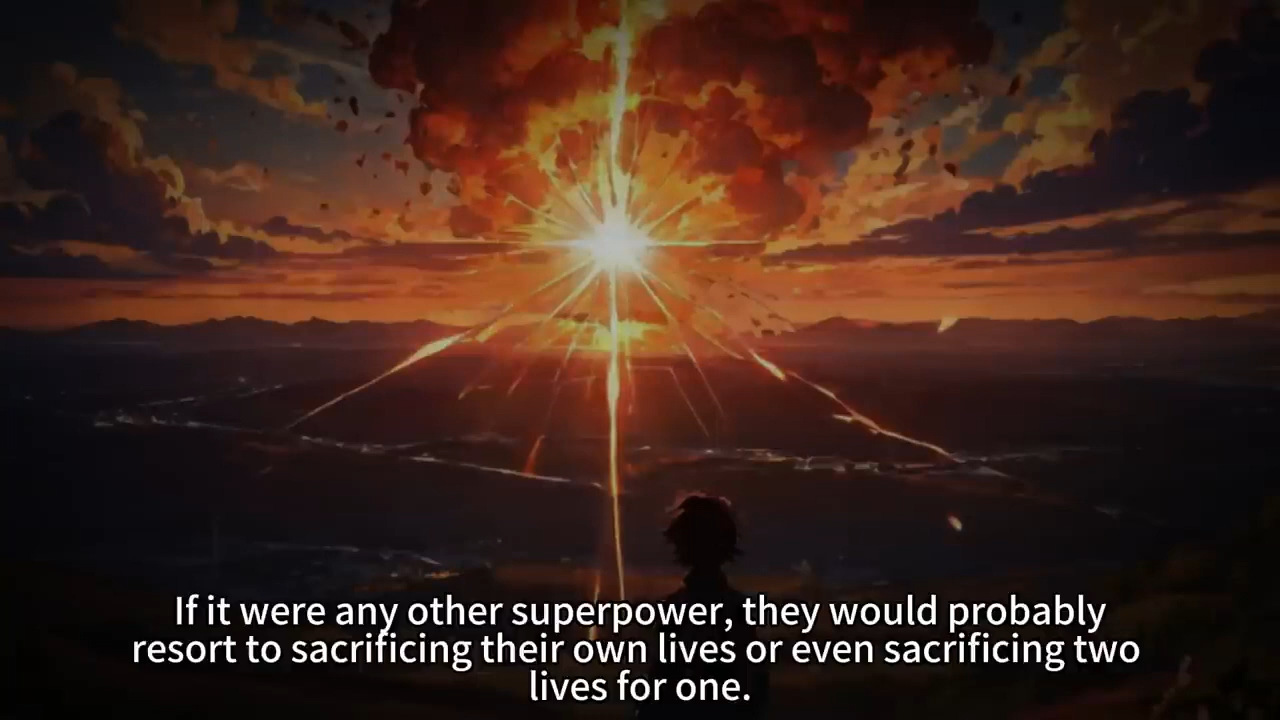 If it were any other superpower, they would probably
resort to sacrificing their own lives or even sacrificing two
lives for one.